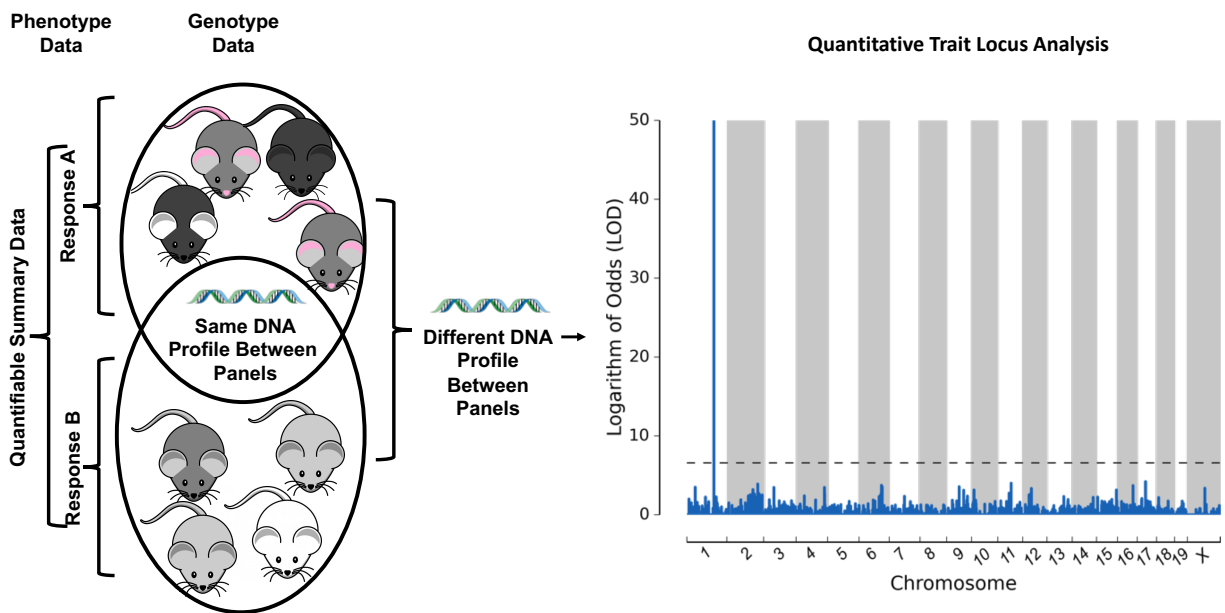 Phenotype
Data
Genotype
Data
Quantifiable Summary Data
Response A
Response B
Same DNA
Profile Between
Panels
Different DNA
Profile
Between
Panels
Quantitative Trait Locus Analysis
Logarithm of Odds (LOD)
50
40
30
20
10
0
1 2 3 4 5 6 7 8 9 10 11 12 13 14 15 16 17 18 19 X
Chromosome